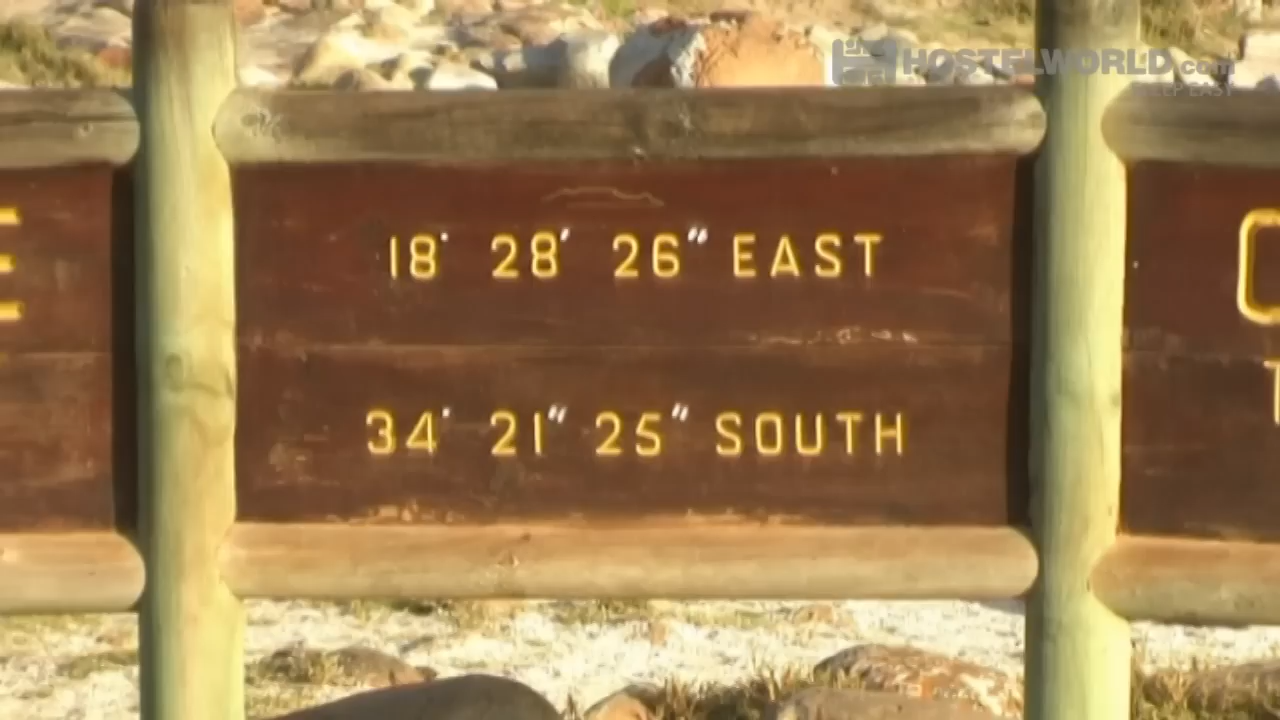 HOSTELWORLD.com
18° 28′ 26″ EAST
34° 21″ 25″ SOUTH